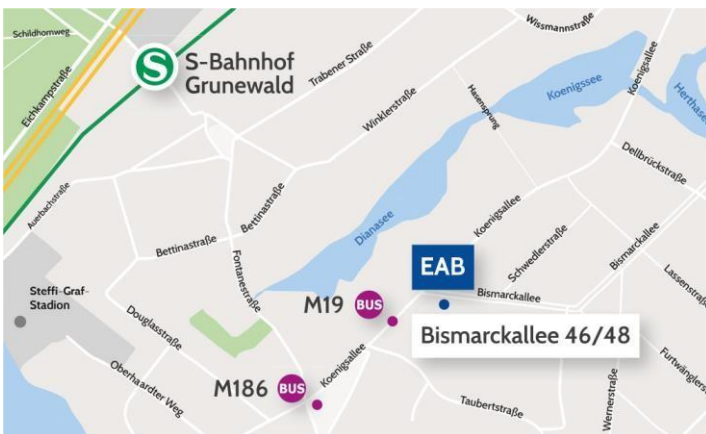 Schildhornweg
Eichkampstraße
S
S-Bahnhof
Grunewald
Trabener Straße
Wissmannstraße
Koenigsallee
Koenigssee
Herthasee
Winklerstraße
Hasensprung
Dellbrückstraße
Auerbachstraße
Bettinastraße
Bettinastraße
Dianasee
Koenigsallee
Schwedlerstraße
Bismarckallee
Lassenstraße
Fontanestraße
EAB
Bismarckallee
Steffi-Graf-
Stadion
M19
BUS
Bismarckallee 46/48
Douglasstraße
Oberhaardter Weg
M186
BUS
Koenigsallee
Taubertstraße
Wernerstraße